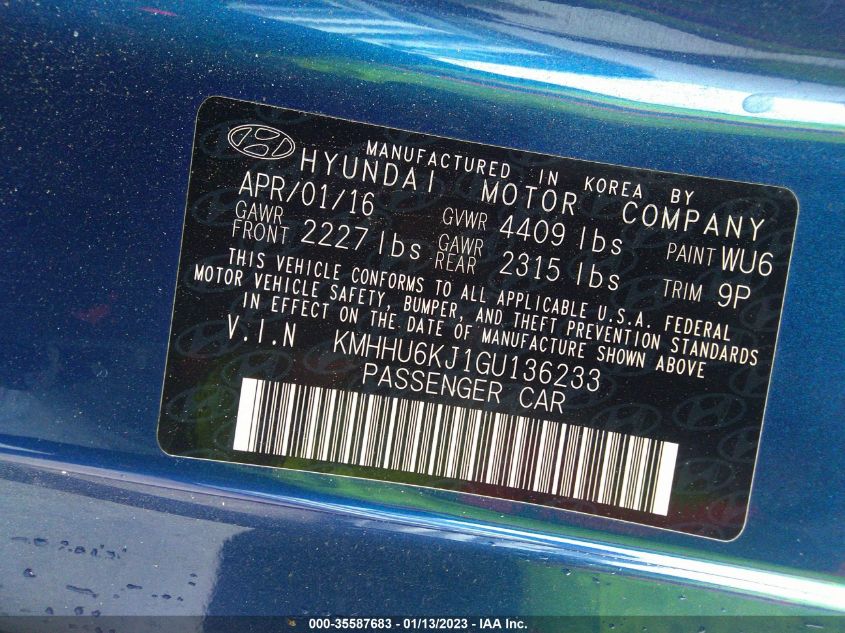 MANUFACTURED IN KOREA BY
HYUNDAI MOTOR COMPANY
APR/01/16 GVWR 4409 lbs PAINT WU6
GAWR FRONT 2227 lbs GAWR REAR 2315 lbs TRIM 9P
THIS VEHICLE CONFORMS TO ALL APPLICABLE U.S.A. FEDERAL
MOTOR VEHICLE SAFETY, BUMPER, AND THEFT PREVENTION STANDARDS
IN EFFECT ON THE DATE OF MANUFACTURE SHOWN ABOVE
V.I.N KMHHU6KJ1GU136233
PASSENGER CAR
000-35587683 - 01/13/2023 - IAA Inc.